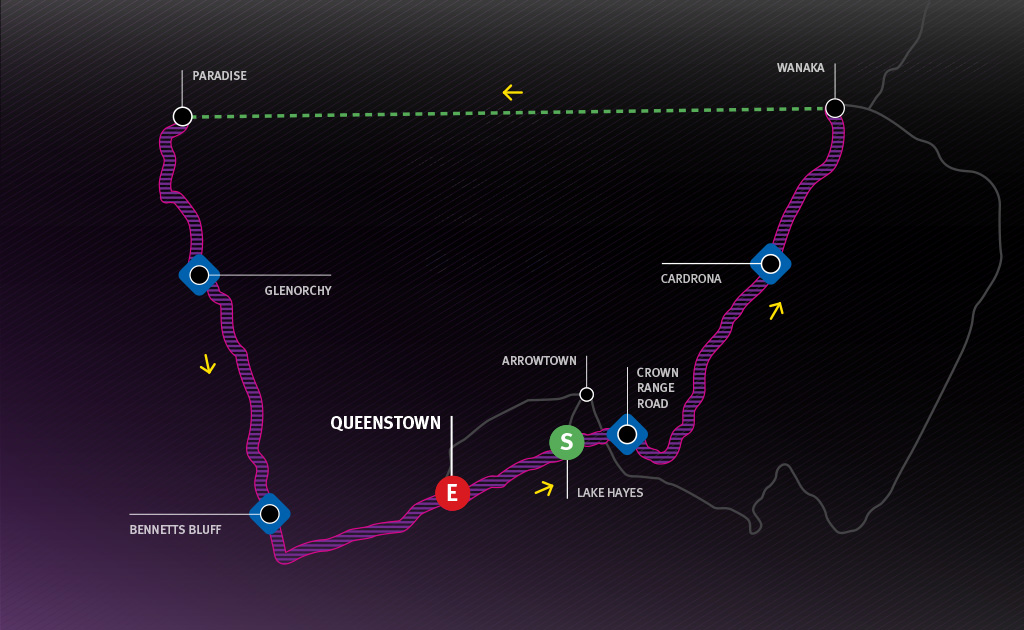 WANAKA
PARADISE
CARDRONA
GLENORCHY
ARROWTOWN
CROWN
RANGE
ROAD
QUEENSTOWN
S
E
LAKE HAYES
BENNETTS BLUFF